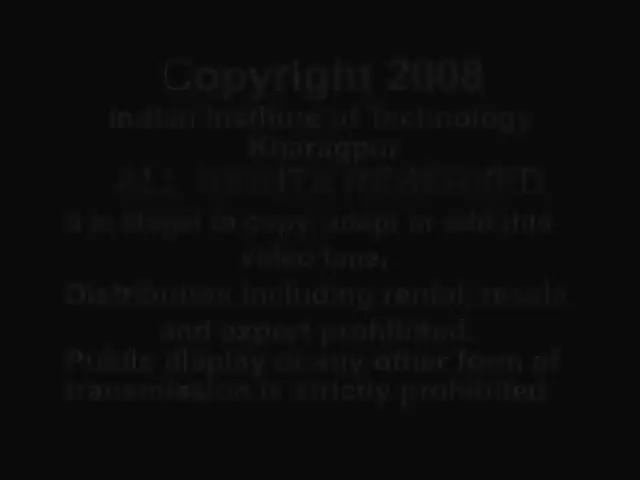 Copyright 2008
Indian Institute of Technology
Kharagpur
ALL RIGHTS RESERVED
It is illegal to copy, adapt or edit this
video tape.
Distribution including rental, resale
and export prohibited.
Public display or any other form of
transmission is strictly prohibited